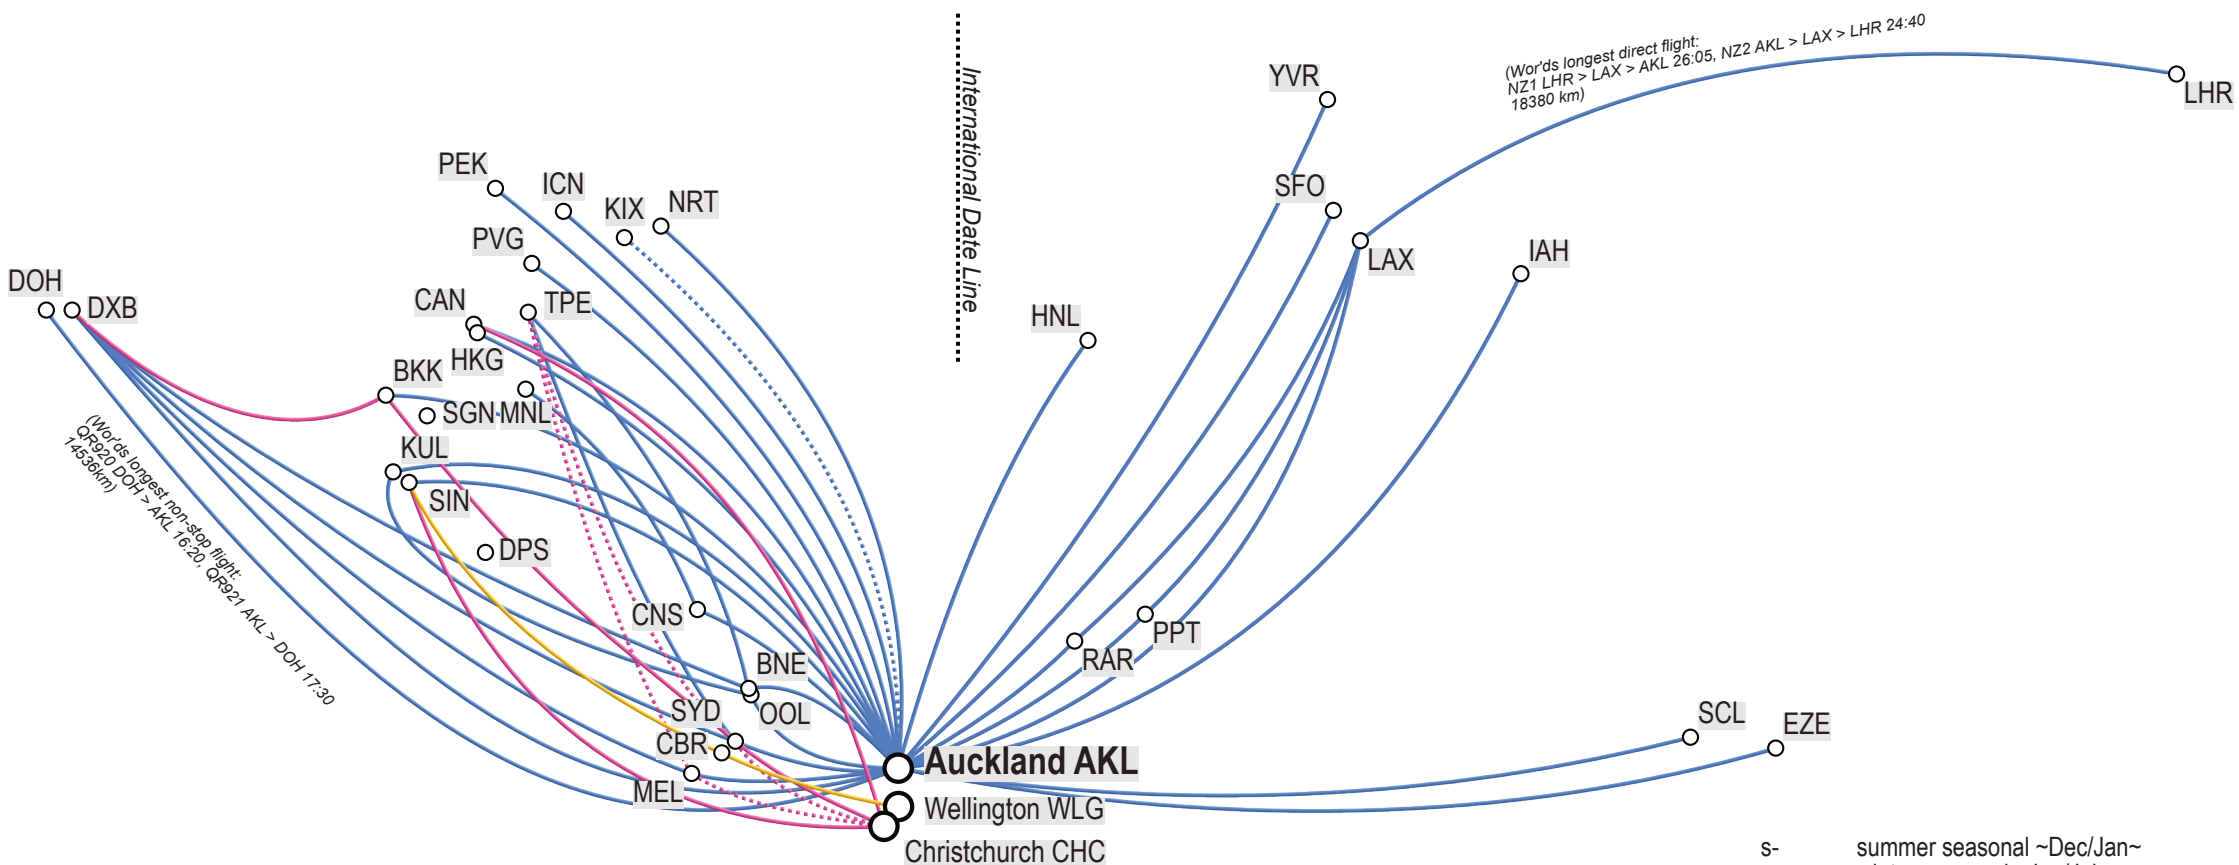 (Wor'ds longest direct flight:
NZ1 LHR > LAX > AKL 26:05, NZ2 AKL > LAX > LHR 24:40
18380 km)
International Date Line
YVR
LHR
PEK
ICN
SFO
KIX
NRT
PVG
LAX
IAH
DOH
DXB
CAN
TPE
HNL
HKG
BKK
SGN
MNL
(Wor'ds longest non-stop flight:
QR920 DOH > AKL 16:20, QR921 AKL > DOH 17:30
14536km)
KUL
SIN
DPS
CNS
PPT
RAR
BNE
SYD
OOL
SCL
EZE
CBR
Auckland AKL
MEL
Wellington WLG
Christchurch CHC
s- summer seasonal ~Dec/Jan~